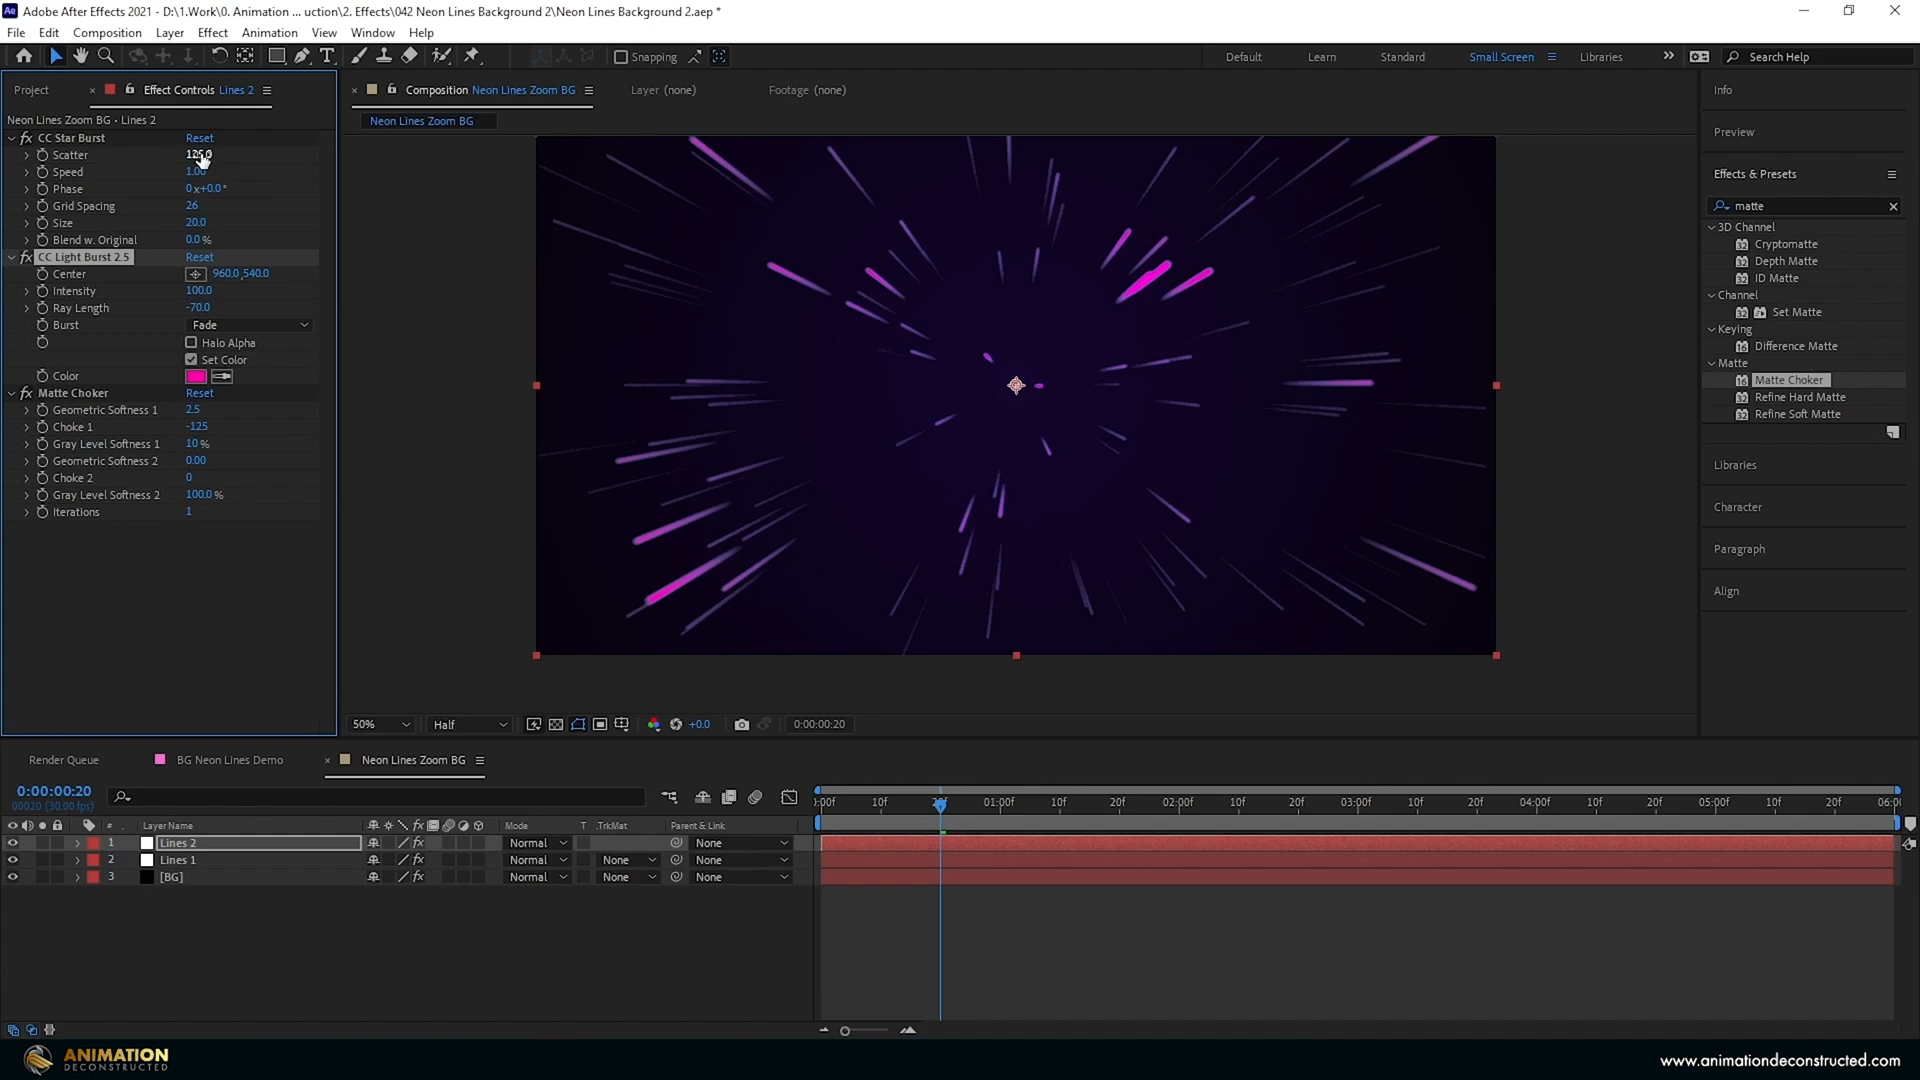 Adobe After Effects 2021 - D:\1.Work\0. Animation ... uction\2. Effects\042 Neon Lines Background 2\Neon Lines Background 2.aep *
File Edit Composition Layer Effect Animation View Window Help
Snapping Default Learn Standard Small Screen Libraries Search Help
Project Effect Controls Lines 2 Composition Neon Lines Zoom BG Layer (none) Footage (none) Info
Neon Lines Zoom BG • Lines 2 Neon Lines Zoom BG
CC Star Burst Reset
Scatter
Speed 1.00
Phase 0x+0.0°
Grid Spacing 26
Size 20.0
Blend w. Original 0.0 %
CC Light Burst 2.5 Reset
Center 960.0,540.0
Intensity 100.0
Ray Length -70.0
Burst Fade
Halo Alpha
Set Color
Color
Matte Choker Reset
Geometric Softness 1 2.5
Choke 1 -125
Gray Level Softness 1 10 %
Geometric Softness 2 0.00
Choke 2 0
Gray Level Softness 2 100.0 %
Iterations 1
Preview
Effects & Presets
matte
3D Channel
Cryptomatte
Depth Matte
ID Matte
Channel
Set Matte
Keying
Difference Matte
Matte
Matte Choker
Refine Hard Matte
Refine Soft Matte
Libraries
Character
Paragraph
Align
50% Half +0.0 0:00:00:20
Render Queue BG Neon Lines Demo Neon Lines Zoom BG
0:00:00:20
00020 (30.00 fps)
:00f 10f 01:00f 10f 20f 02:00f 10f 20f 03:00f 10f 20f 04:00f 10f 20f 05:00f 10f 20f 06:0
# Layer Name Mode T .TrkMat Parent & Link
1 Lines 2 Normal None
2 Lines 1 Normal None None
3 [BG] Normal None None
ANIMATION
DECONSTRUCTED
www.animationdeconstructed.com